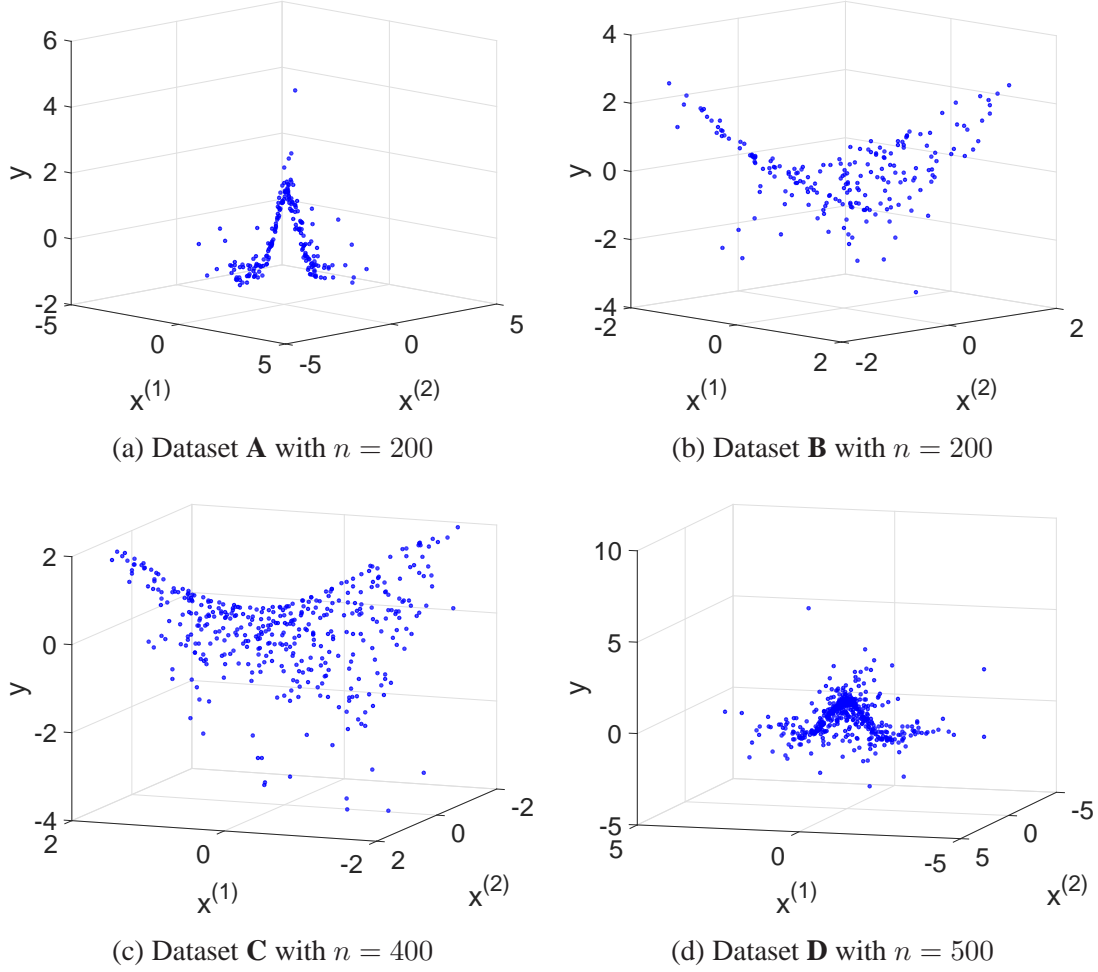 6
4
2
0
-2
y
-5
0
5
x(1)
-5
0
5
x(2)
(a) Dataset A with n = 200
4
2
0
-2
-4
y
-2
0
2
x(1)
-2
0
2
x(2)
(b) Dataset B with n = 200
2
0
-2
-4
y
2
0
-2
x(1)
2
0
-2
x(2)
(c) Dataset C with n = 400
10
5
0
-5
y
5
0
-5
x(1)
5
0
-5
x(2)
(d) Dataset D with n = 500